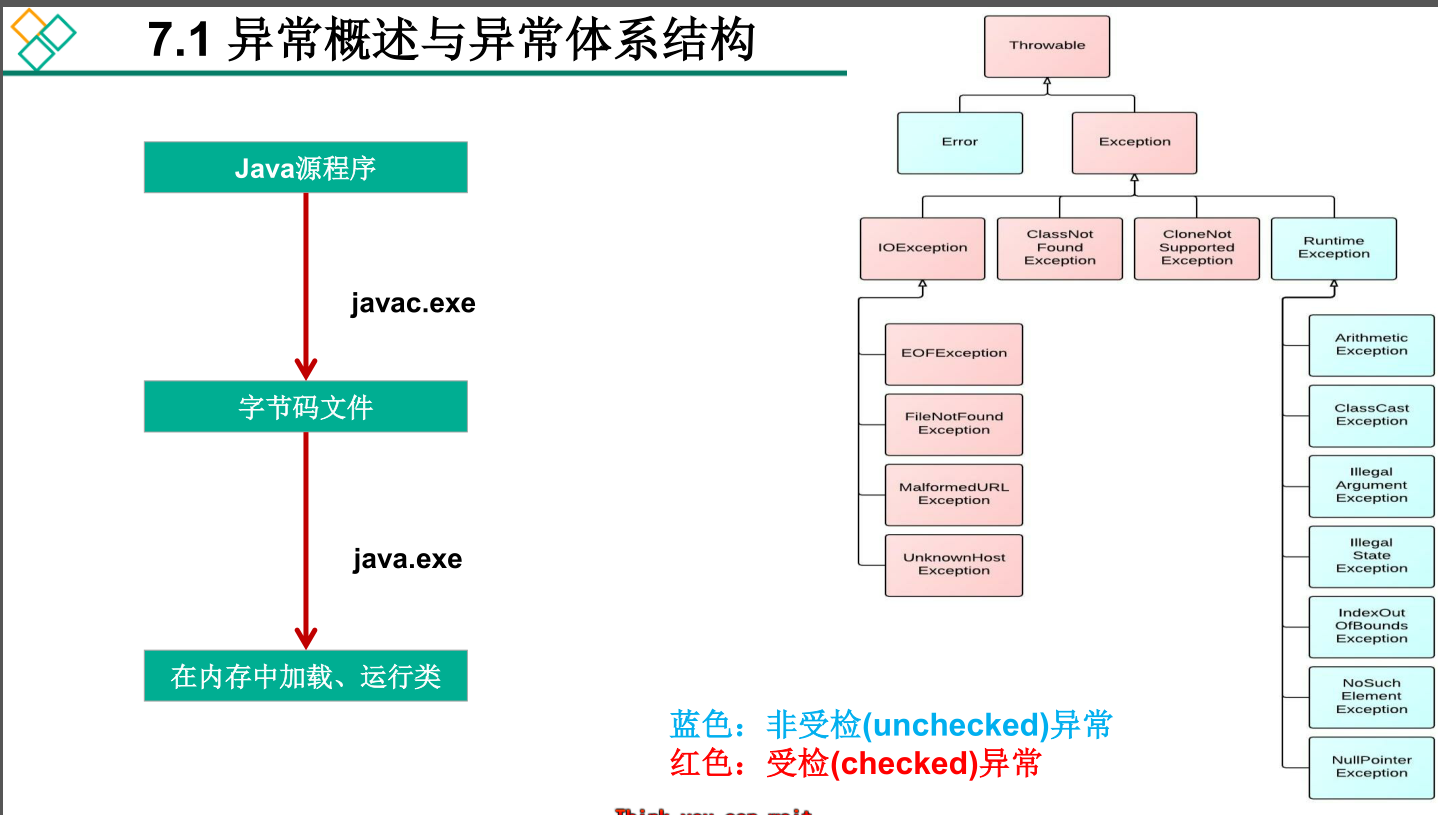 7.1 异常概述与异常体系结构
Java源程序
javac.exe
字节码文件
java.exe
在内存中加载、运行类
Throwable
Error
Exception
IOException
ClassNot
Found
Exception
CloneNot
Supported
Exception
Runtime
Exception
EOFException
FileNotFound
Exception
MalformedURL
Exception
UnknownHost
Exception
Arithmetic
Exception
ClassCast
Exception
Illegal
Argument
Exception
Illegal
State
Exception
IndexOut
OfBounds
Exception
NoSuch
Element
Exception
NullPointer
Exception
蓝色：非受检(unchecked)异常
红色：受检(checked)异常